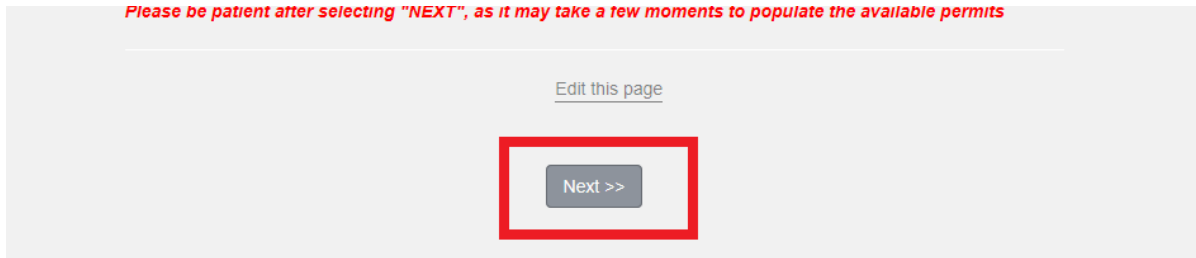 Please be patient after selecting "NEXT", as it may take a few moments to populate the available permits
Edit this page
Next >>